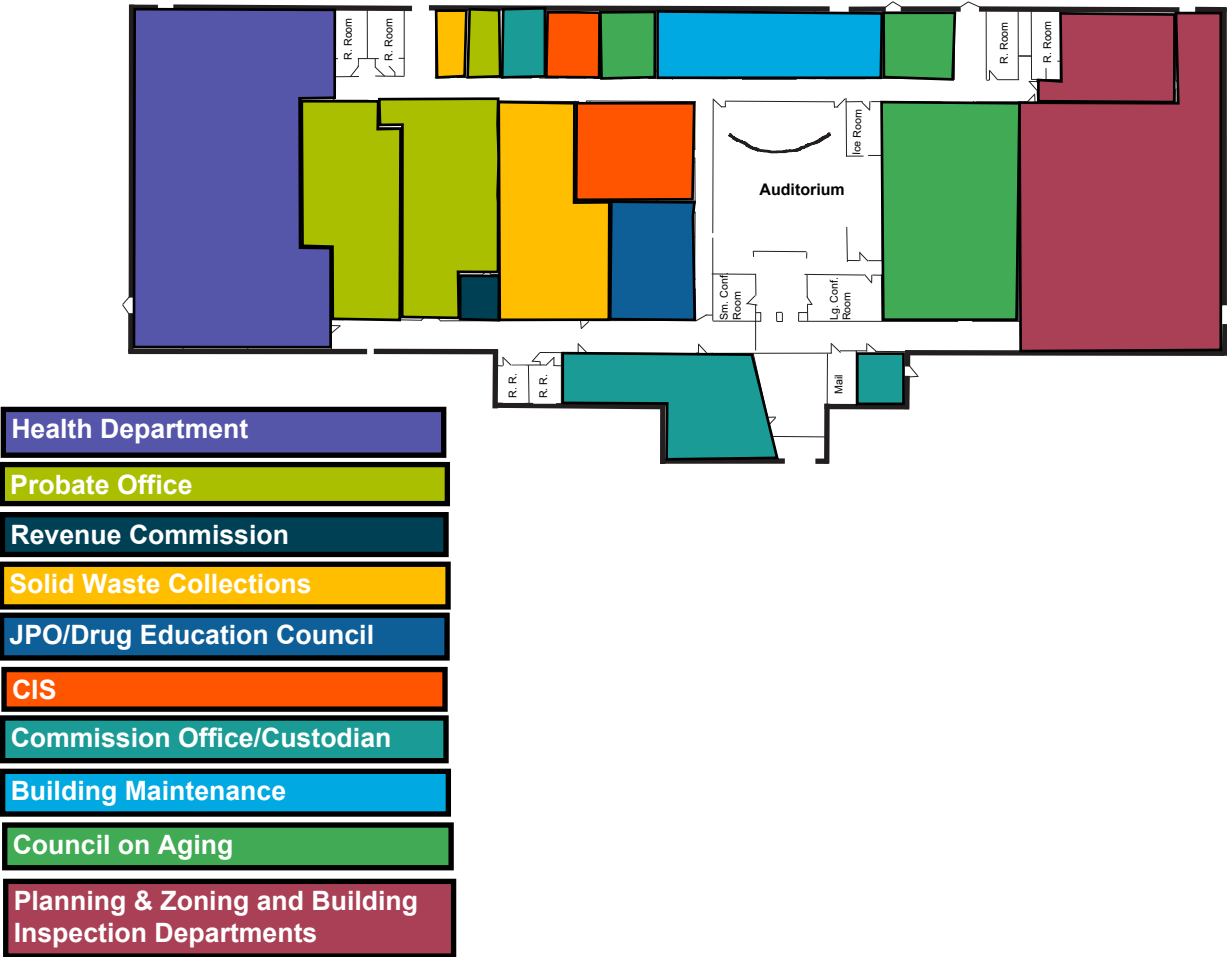 R. Room
R. Room
R. Room
R. Room
Ice Room
Auditorium
Sm. Conf.
Room
Lg. Conf.
Room
R. R.
R. R.
Mail
Health Department
Probate Office
Revenue Commission
Solid Waste Collections
JPO/Drug Education Council
CIS
Commission Office/Custodian
Building Maintenance
Council on Aging
Planning & Zoning and Building
Inspection Departments